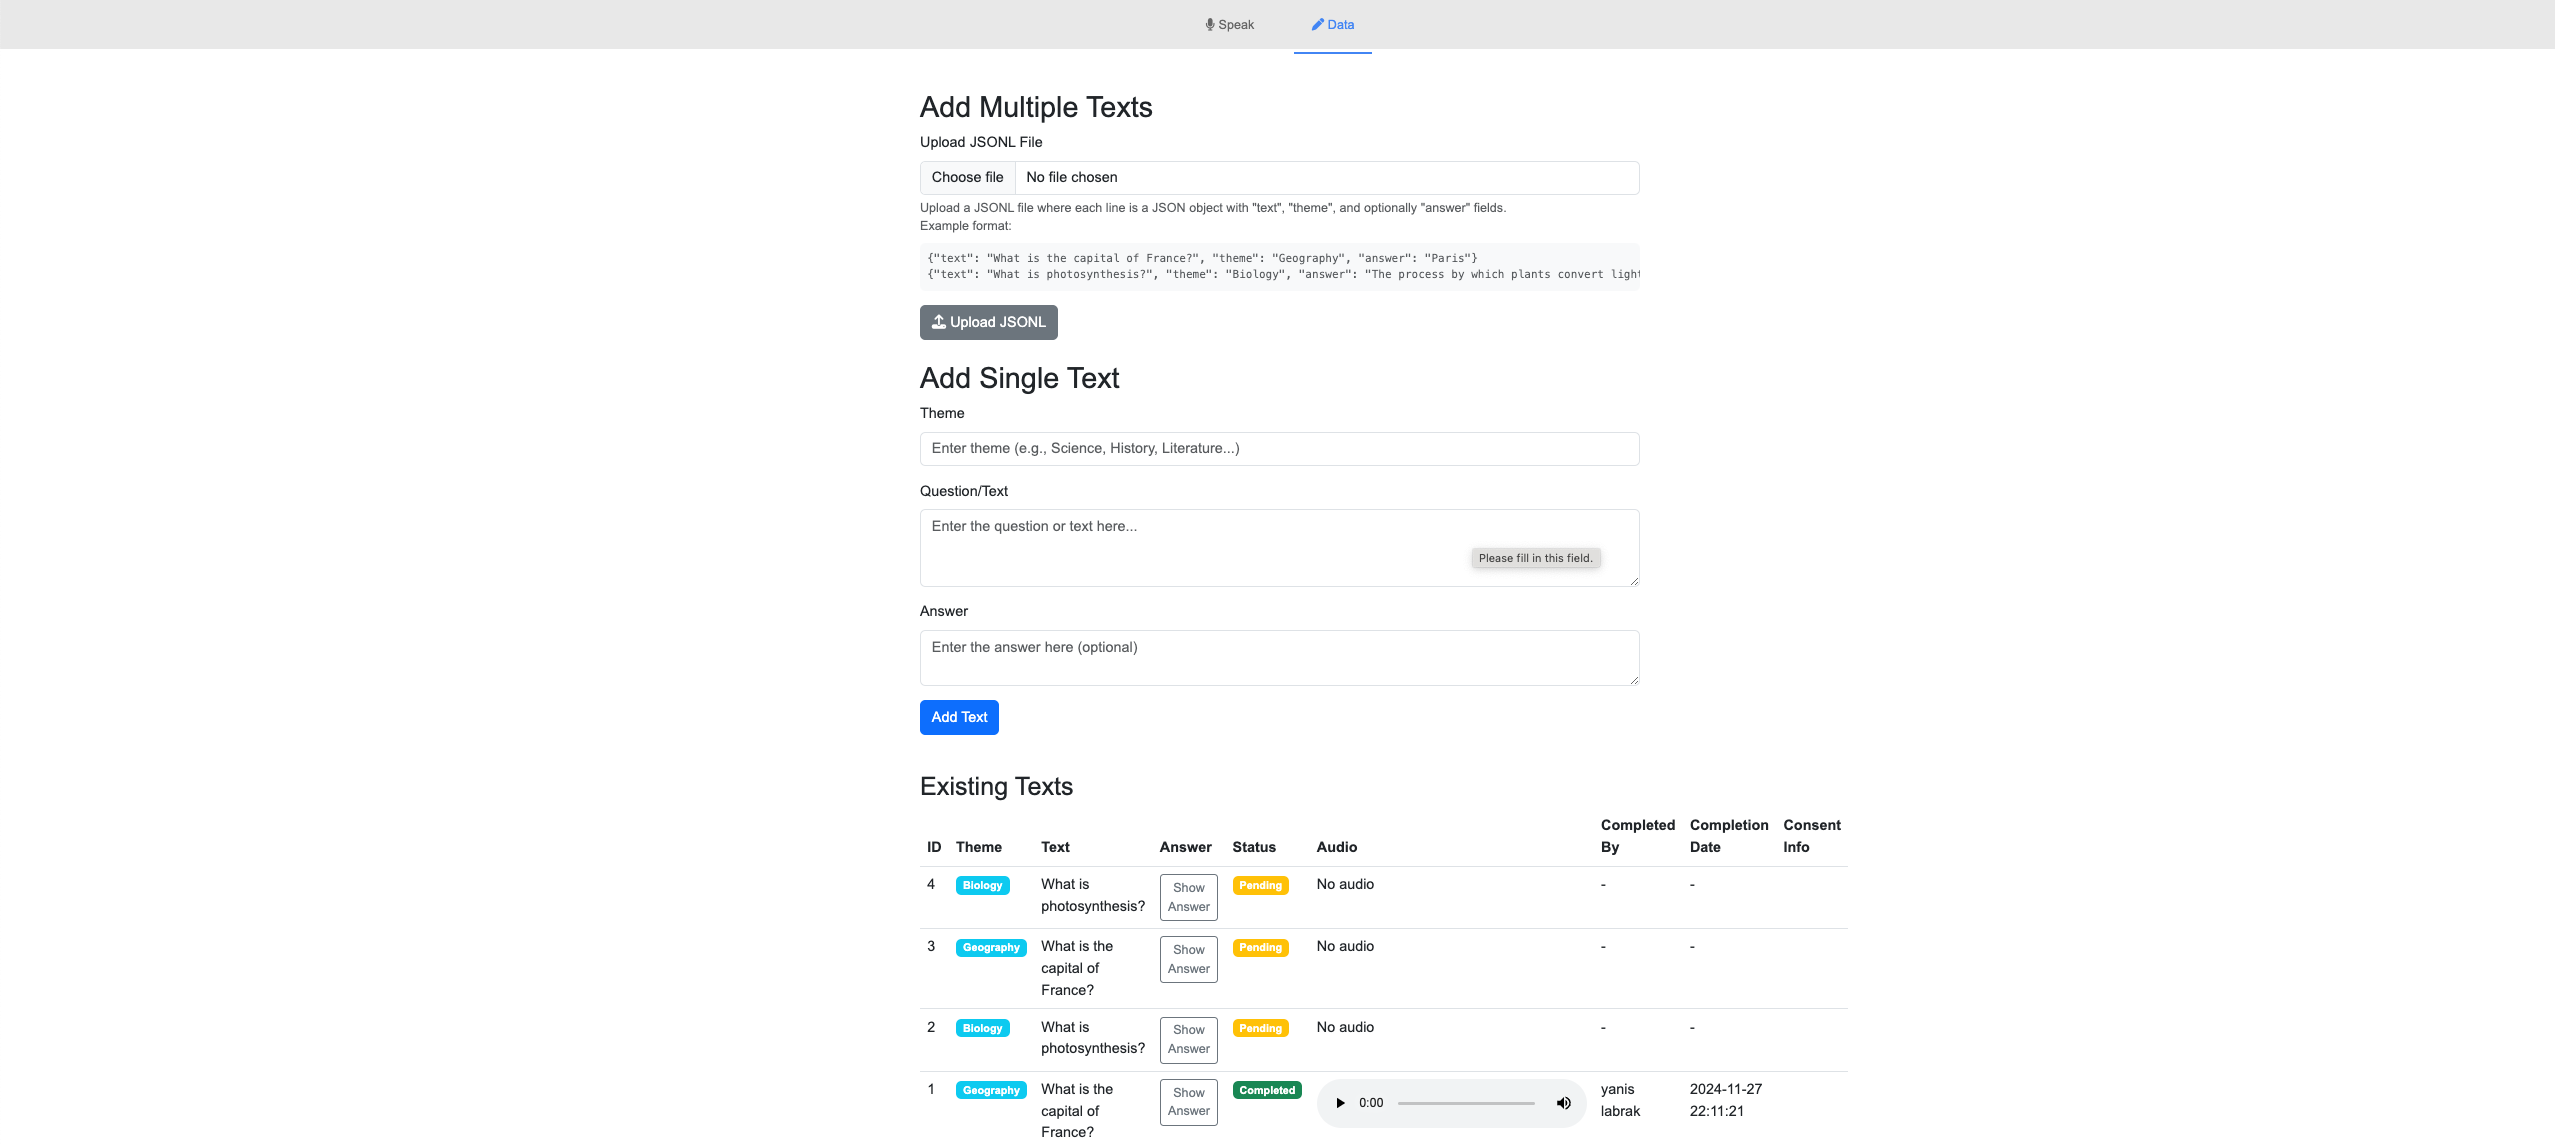 Speak Data
Add Multiple Texts
Upload JSONL File
Choose file No file chosen
Upload a JSONL file where each line is a JSON object with "text", "theme", and optionally "answer" fields.
Example format:
{"text": "What is the capital of France?", "theme": "Geography", "answer": "Paris"}
{"text": "What is photosynthesis?", "theme": "Biology", "answer": "The process by which plants convert light
Upload JSONL
Add Single Text
Theme
Enter theme (e.g., Science, History, Literature...)
Question/Text
Enter the question or text here...
Please fill in this field.
Answer
Enter the answer here (optional)
Add Text
Existing Texts
ID Theme Text Answer Status Audio Completed By Completion Date Consent Info
4 Biology What is photosynthesis? Show Answer Pending No audio - -
3 Geography What is the capital of France? Show Answer Pending No audio - -
2 Biology What is photosynthesis? Show Answer Pending No audio - -
1 Geography What is the capital of France? Show Answer Completed 0:00 yanis labrak 2024-11-27 22:11:21